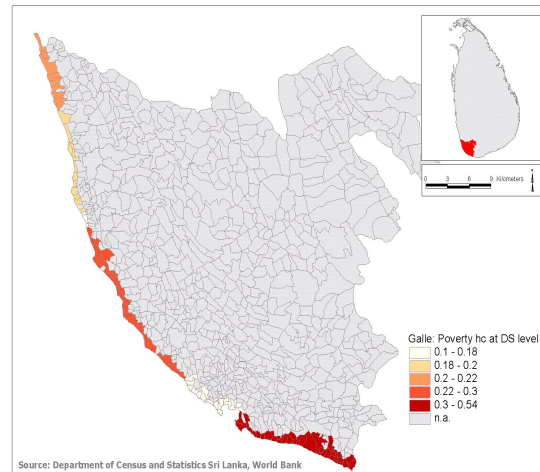 0 3 6 9 Kilometers
Galle: Poverty hc at DS level
0.1 - 0.18
0.18 - 0.2
0.2 - 0.22
0.22 - 0.3
0.3 - 0.54
n.a.
Source: Department of Census and Statistics Sri Lanka, World Bank